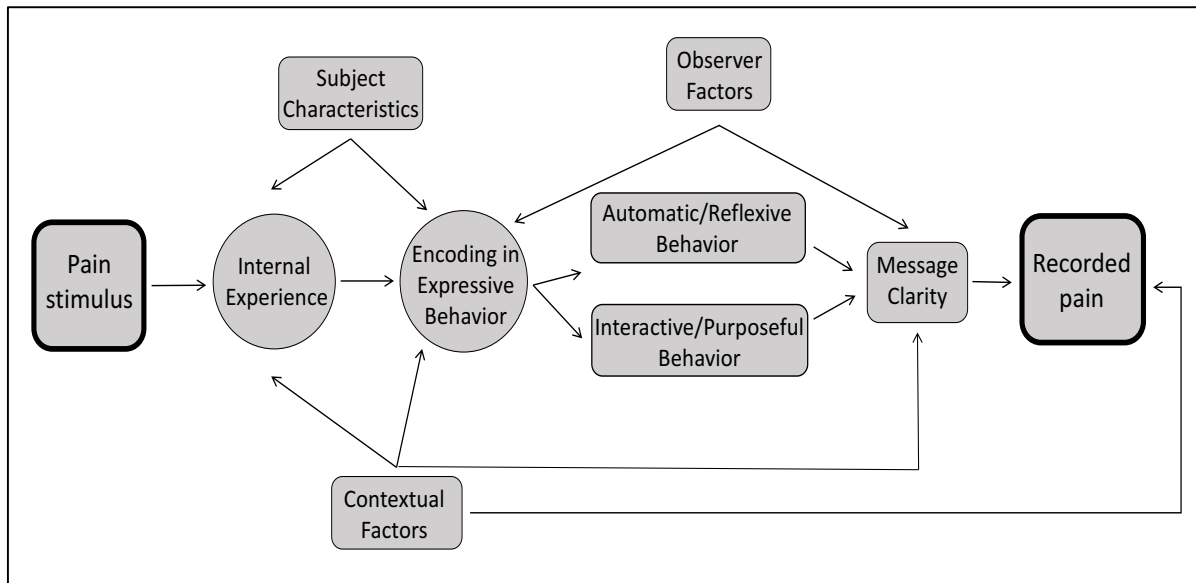 Subject
Characteristics
Observer
Factors
Pain
stimulus
Internal
Experience
Encoding in
Expressive
Behavior
Automatic/Reflexive
Behavior
Interactive/Purposeful
Behavior
Message
Clarity
Recorded
pain
Contextual
Factors